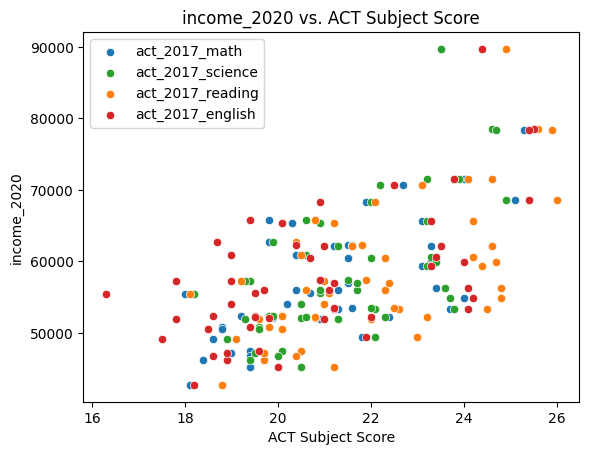 income_2020 vs. ACT Subject Score
act_2017_math
act_2017_science
act_2017_reading
act_2017_english
90000
80000
70000
60000
50000
income_2020
16 18 20 22 24 26
ACT Subject Score